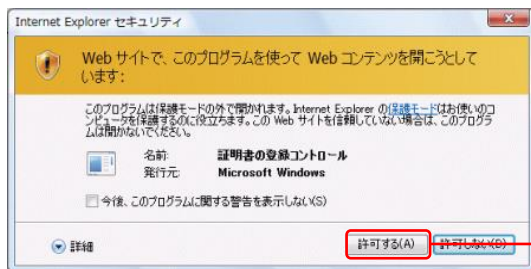 Internet Explorer セキュリティ
Web サイトで、このプログラムを使って Web コンテンツを開こうとして
います:
このプログラムは保護モードの外で開かれます。Internet Explorer の保護モードはお使いのコ
ンピュータを保護するのに役立ちます。この Web サイトを信頼していない場合は、このプログラ
ムは開かないでください。
名前: 証明書の登録コントロール
発行元: Microsoft Windows
今後、このプログラムに関する警告を表示しない(S)
詳細 許可する(A) 許可しない(D)